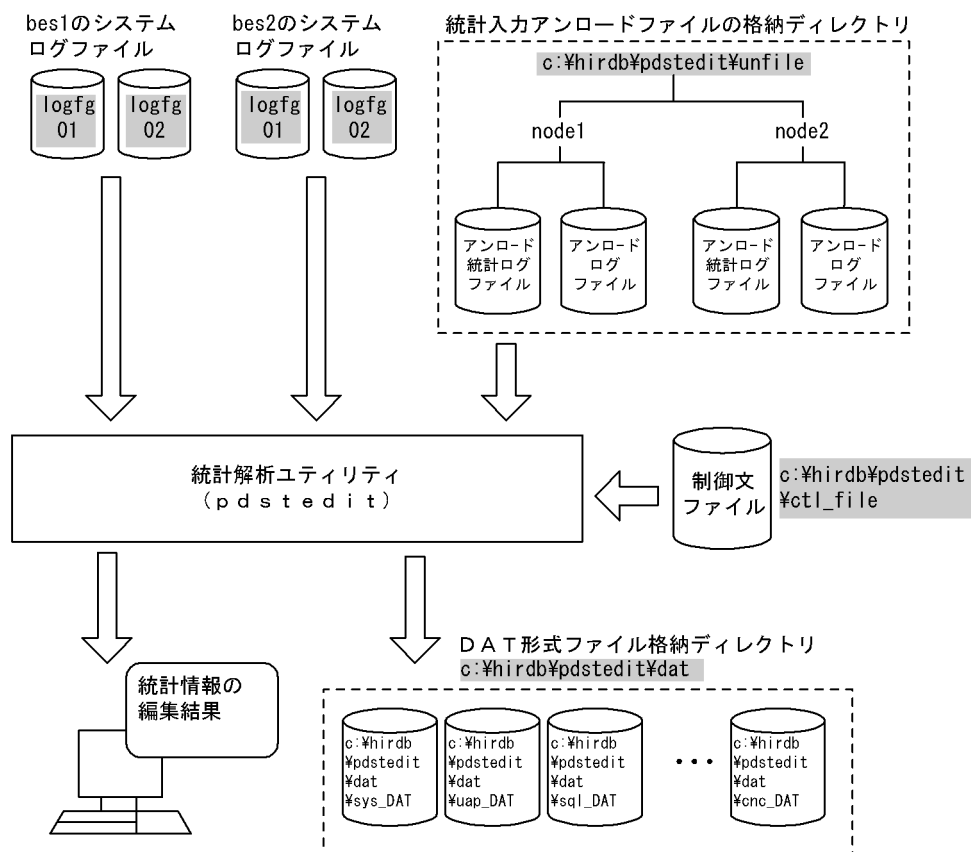 bes1のシステム
ログファイル
bes2のシステム
ログファイル
統計入力アンロードファイルの格納ディレクトリ
logfg
01
logfg
02
logfg
01
logfg
02
c:¥hirdb¥pdstedit¥unfile
node1
node2
アンロード
統計ログ
ファイル
アンロード
ログ
ファイル
アンロード
統計ログ
ファイル
アンロード
ログ
ファイル
統計解析ユティリティ
(ｐｄｓｔｅｄｉｔ)
制御文
ファイル
c:¥hirdb¥pdstedit
¥ctl_file
ＤＡＴ形式ファイル格納ディレクトリ
c:¥hirdb¥pdstedit¥dat
統計情報の
編集結果
c:¥hirdb
¥pdstedit
¥dat
¥sys_DAT
c:¥hirdb
¥pdstedit
¥dat
¥uap_DAT
c:¥hirdb
¥pdstedit
¥dat
¥sql_DAT
・・・
c:¥hirdb
¥pdstedit
¥dat
¥cnc_DAT